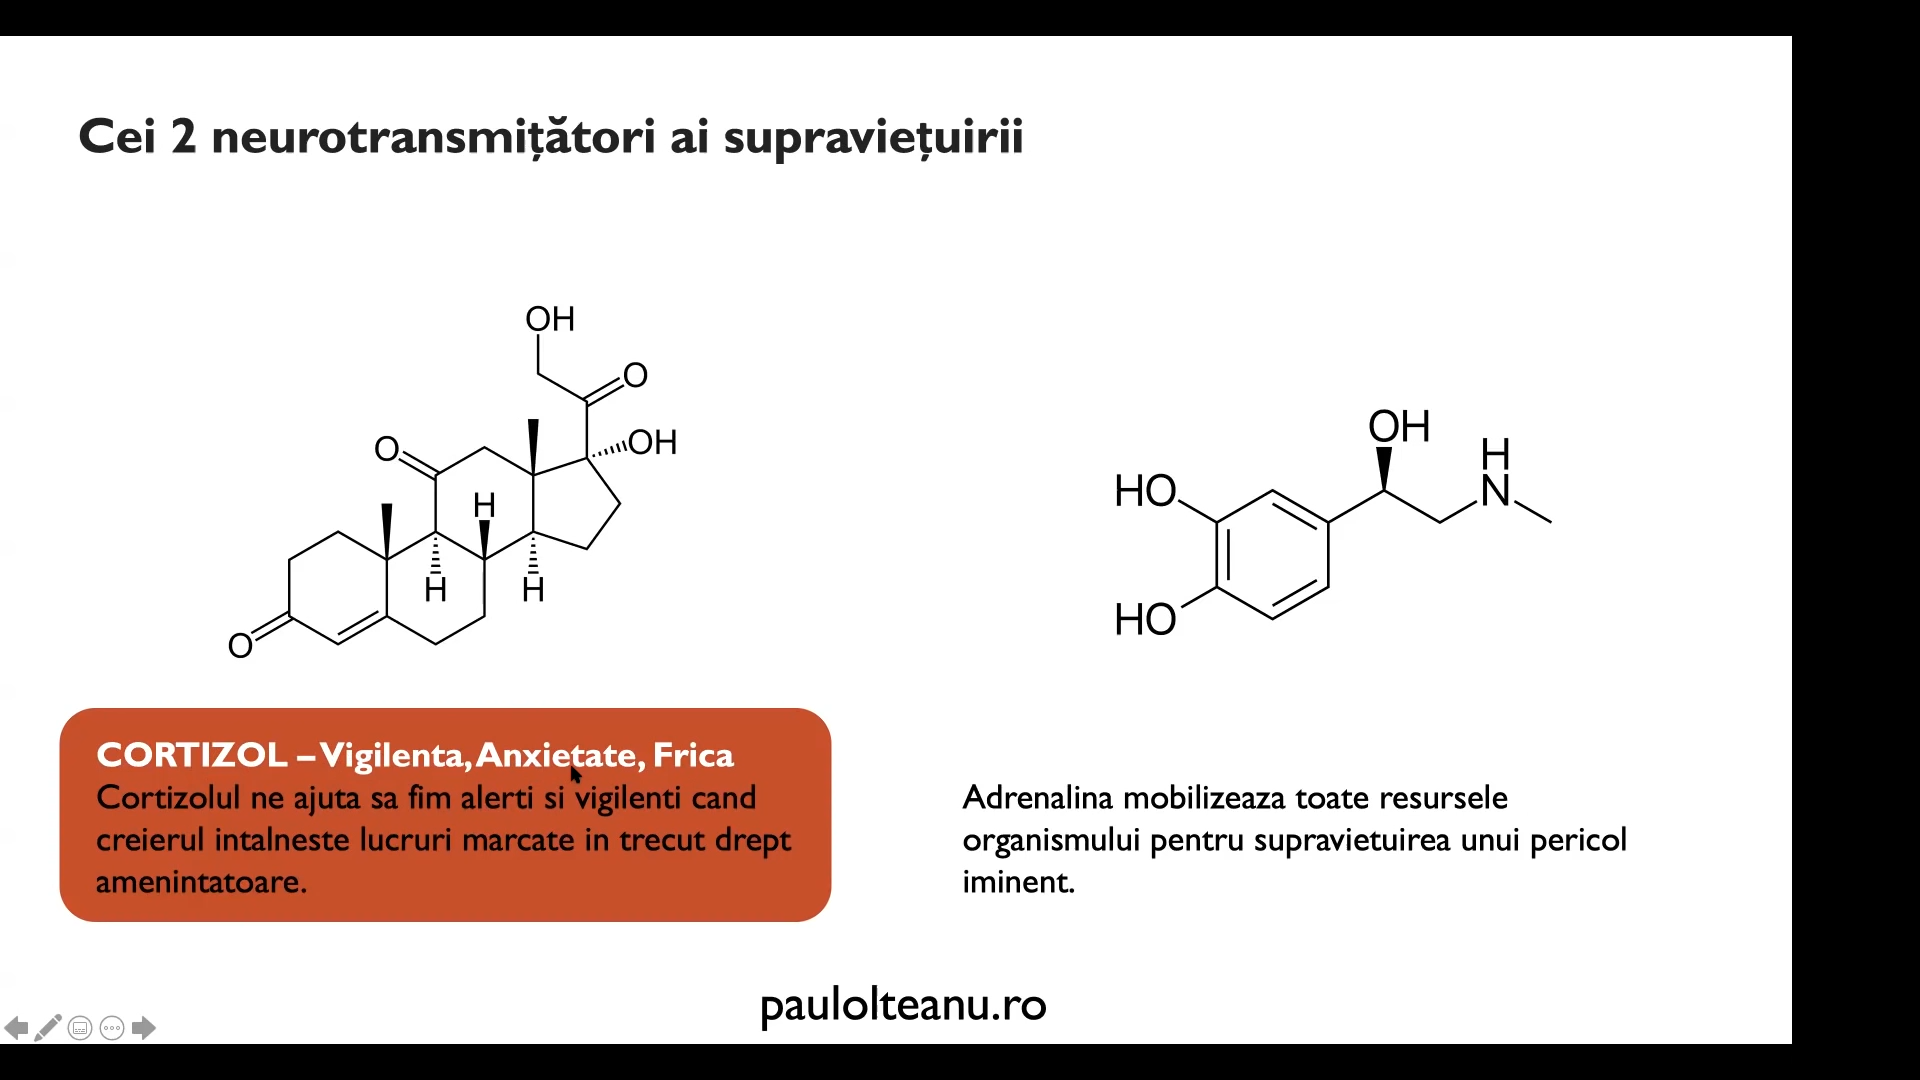 Cei 2 neurotransmițători ai supraviețuirii
OH
O
OH
O
H
H
H
O
OH
H
N
HO
HO
CORTIZOL – Vigilenta, Anxietate, Frica
Cortizolul ne ajuta sa fim alerti si vigilenti cand
creierul intalneste lucruri marcate in trecut drept
amenintatoare.
Adrenalina mobilizeaza toate resursele
organismului pentru supravietuirea unui pericol
iminent.
paulolteanu.ro